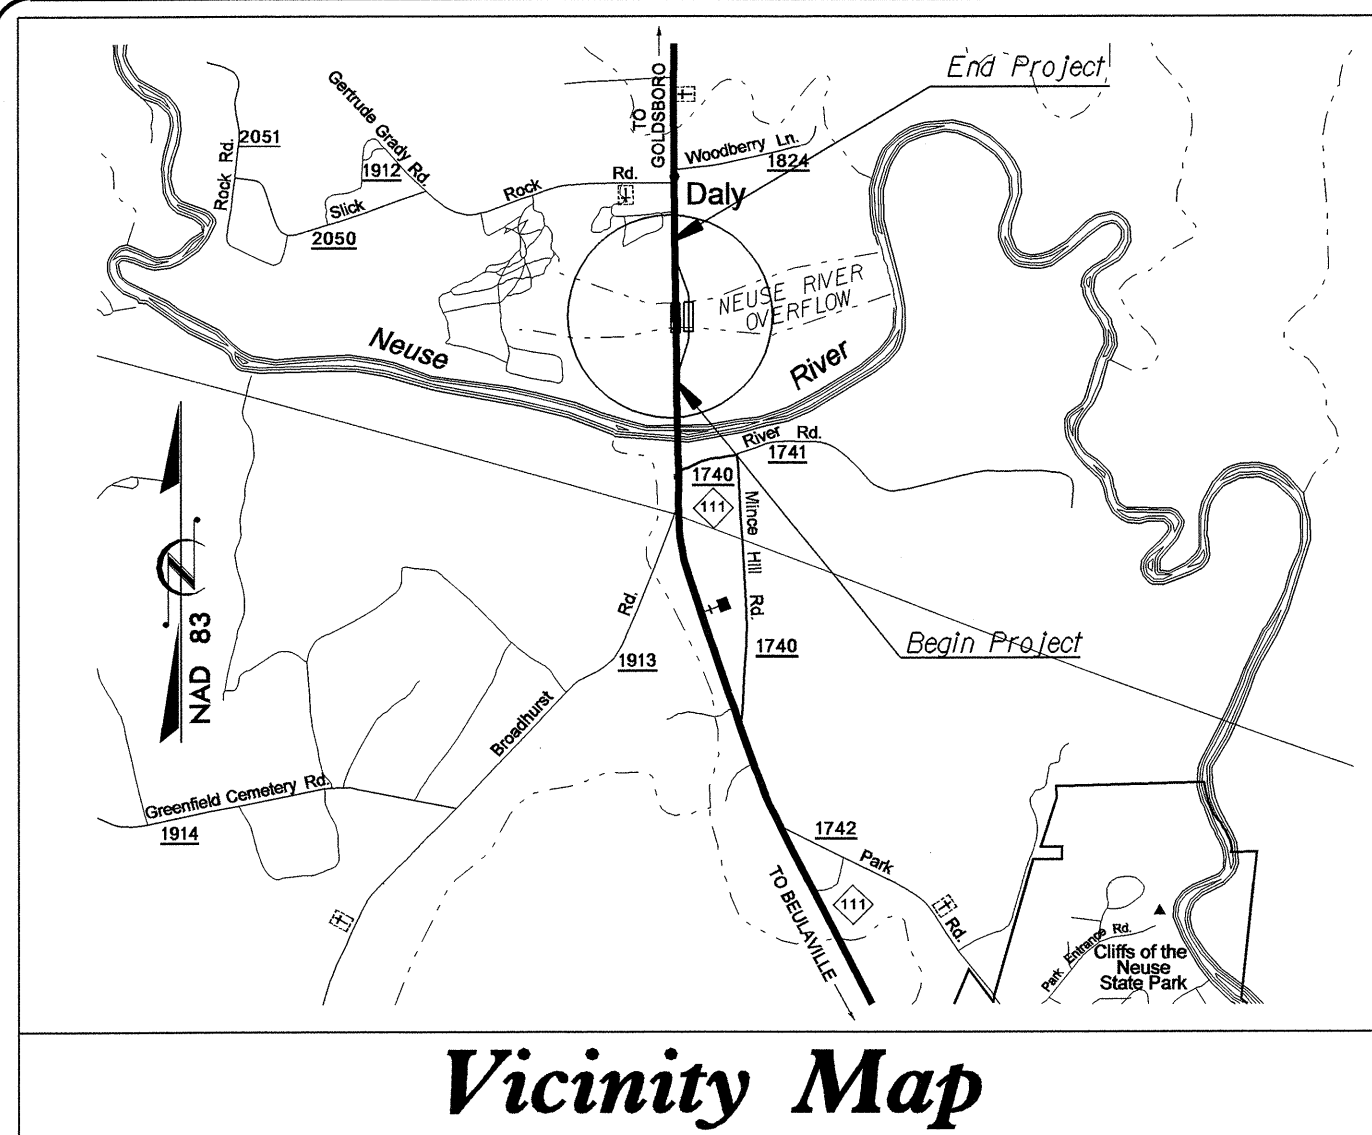 End Project
TO
GOLDSBORO
Gertrude Grady Rd.
2051
Rock Rd.
Woodberry Ln.
1824
1912
Rock Rd.
Daly
Slick
2050
NEUSE RIVER
OVERFLOW
Neuse
River
River Rd.
1741
1740
111
Mince Hill Rd.
NAD 83
Rd.
1913
Begin Project
1740
Broadhurst
Greenfield Cemetery Rd.
1914
1742
Park
TO BEULAVILLE
111
Rd.
Park Entrance Rd.
Cliffs of the
Neuse
State Park
Vicinity Map